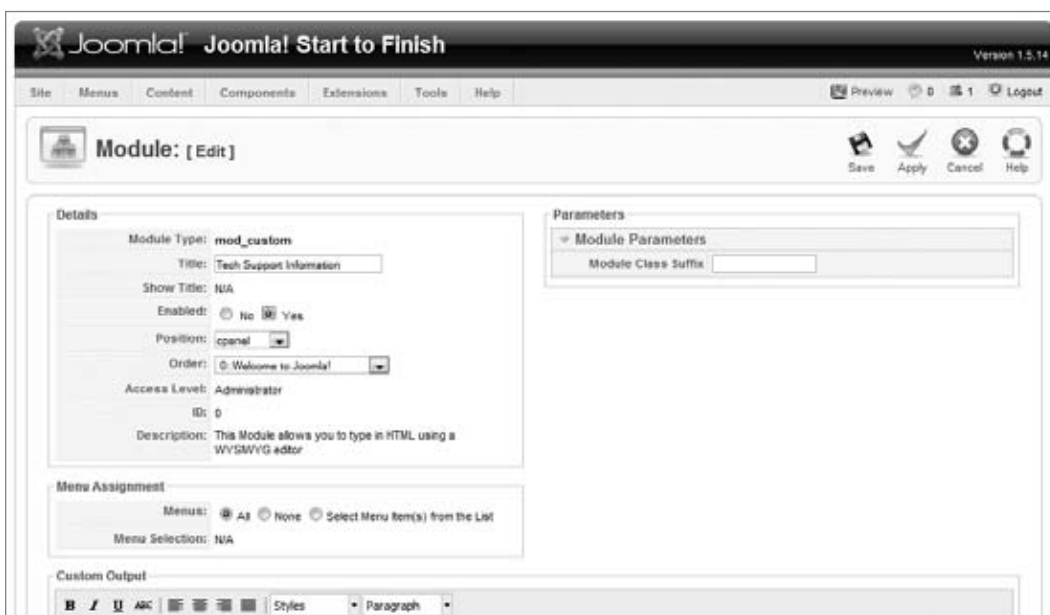 Joomla! Joomla! Start to Finish
Version 1.5.14
Site Menus Content Components Extensions Tools Help
Preview 0 1 Logout
Module: [Edit]
Save Apply Cancel Help
Details
Module Type: mod_custom
Title: Tech Support Information
Show Title: N/A
Enabled: No Yes
Position: cpanel
Order: 0: Welcome to Joomla!
Access Level: Administrator
ID: 0
Description: This Module allows you to type in HTML using a
WYSIWYG editor
Parameters
Module Parameters
Module Class Suffix
Menu Assignment
Menus: All None Select Menu Item(s) from the List
Menu Selection: N/A
Custom Output
B I U ABC Styles Paragraph